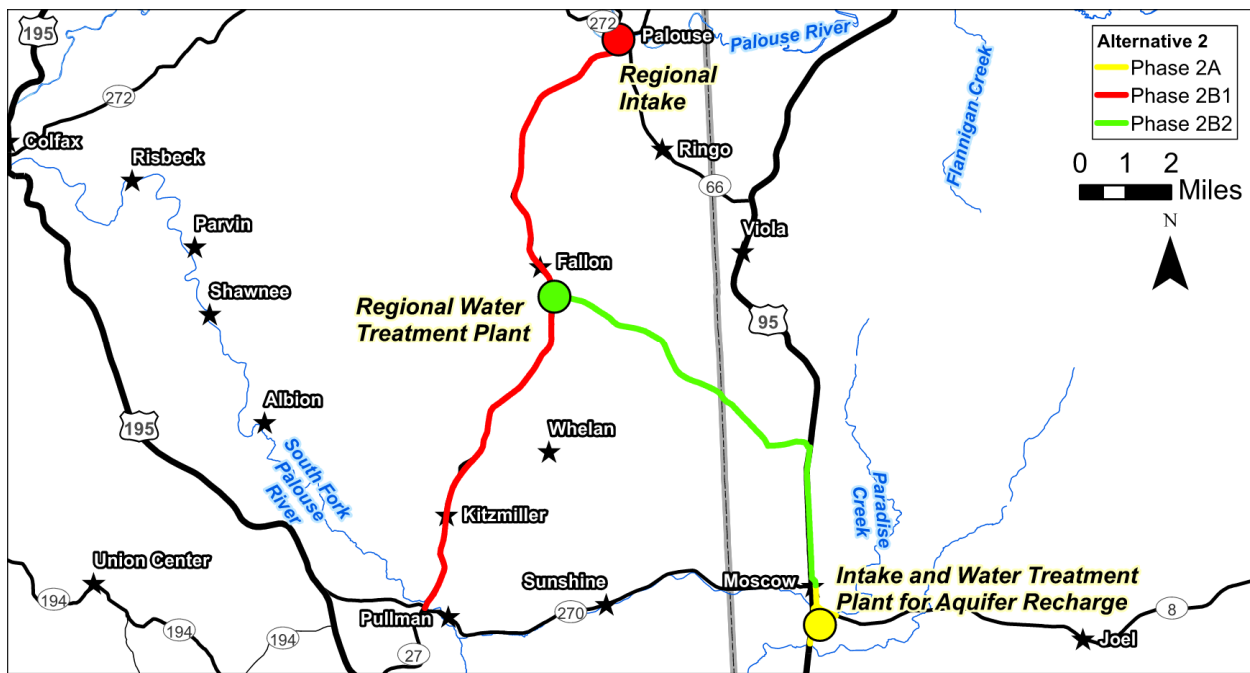 195
272
Palouse
Palouse River
Regional
Intake
Alternative 2
Phase 2A
Phase 2B1
Phase 2B2
0 1 2
Miles
N
272
Colfax
Risbeck
Ringo
66
Flannigan Creek
Parvin
Viola
Fallon
Shawnee
Regional Water
Treatment Plant
95
Albion
195
Whelan
South Fork
Palouse
River
Kitzmiller
Paradise
Creek
Union Center
Sunshine
Moscow
Intake and Water Treatment
Plant for Aquifer Recharge
194
194
194
Pullman
270
27
8
Joel